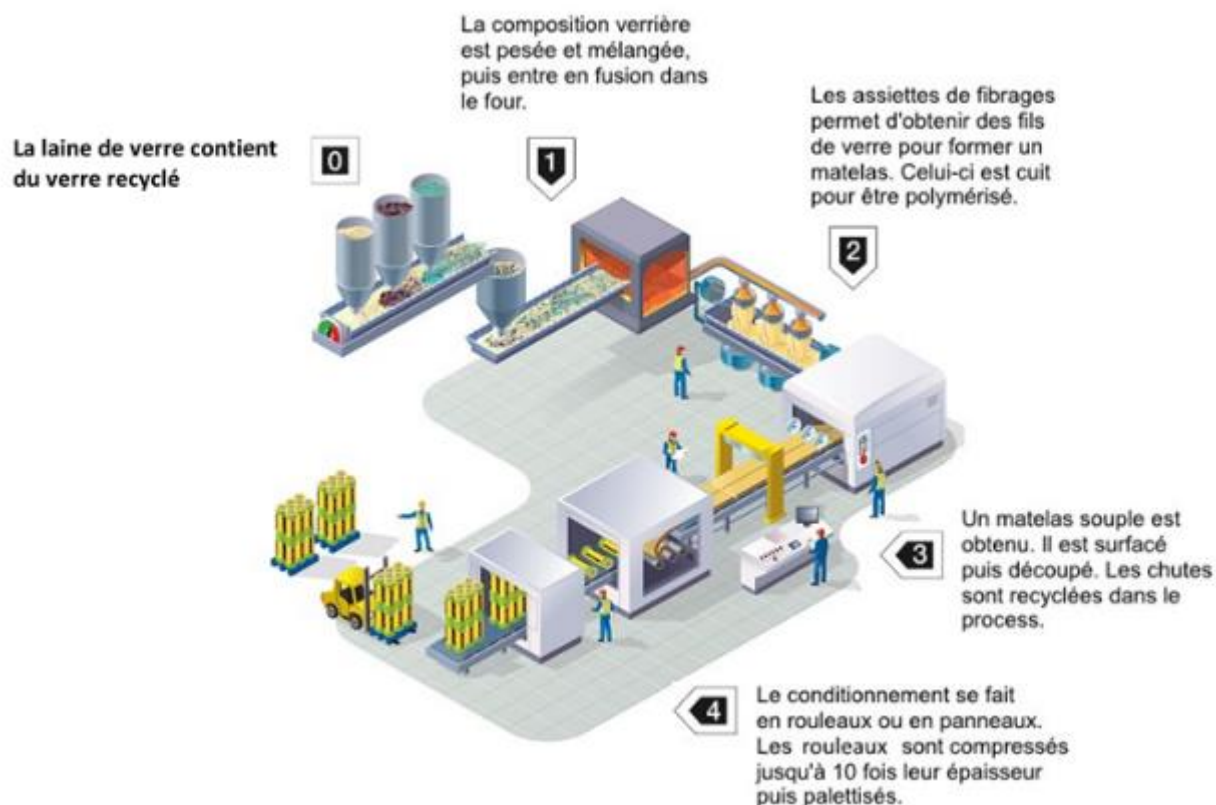 La laine de verre contient
du verre recyclé
0
La composition verrière
est pesée et mélangée,
puis entre en fusion dans
le four.
1
Les assiettes de fibrages
permet d'obtenir des fils
de verre pour former un
matelas. Celui-ci est cuit
pour être polymérisé.
2
3
Un matelas souple est
obtenu. Il est surfacé
puis découpé. Les chutes
sont recyclées dans le
process.
4
Le conditionnement se fait
en rouleaux ou en panneaux.
Les rouleaux sont compressés
jusqu'à 10 fois leur épaisseur
puis palettisés.